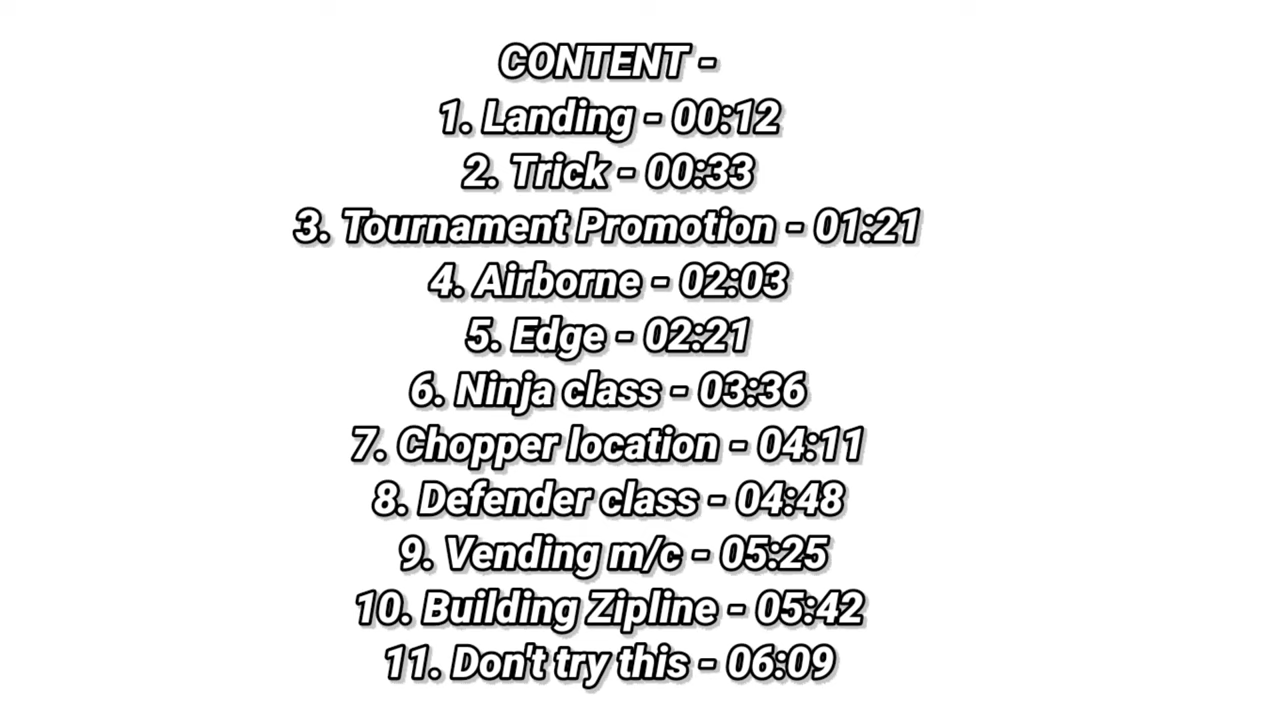 CONTENT -
1. Landing - 00:12
2. Trick - 00:33
3. Tournament Promotion - 01:21
4. Airborne - 02:03
5. Edge - 02:21
6. Ninja class - 03:36
7. Chopper location - 04:11
8. Defender class - 04:48
9. Vending m/c - 05:25
10. Building Zipline - 05:42
11. Don't try this - 06:09